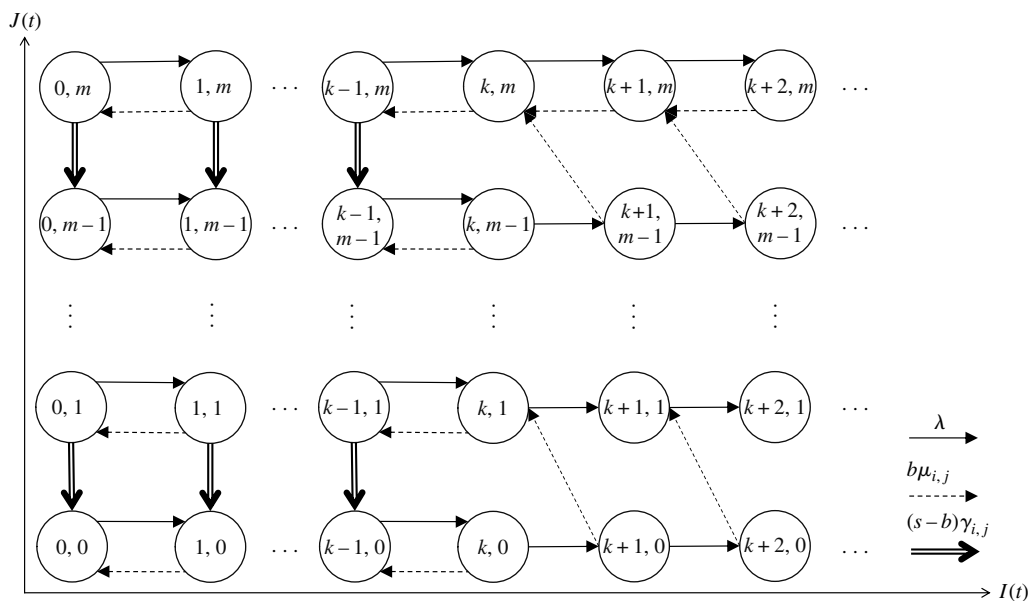 J(t)
0, m 1, m ... k−1, m k, m k+1, m k+2, m ...
0, m−1 1, m−1 k−1, m−1 k, m−1 k+1, m−1 k+2, m−1 ...
⋮ ⋮ ⋮ ⋮ ⋮ ⋮
0, 1 1, 1 ... k−1, 1 k, 1 k+1, 1 k+2, 1 ...
λ
bμi,j
(s−b)γi,j
0, 0 1, 0 ... k−1, 0 k, 0 k+1, 0 k+2, 0 ...
I(t)